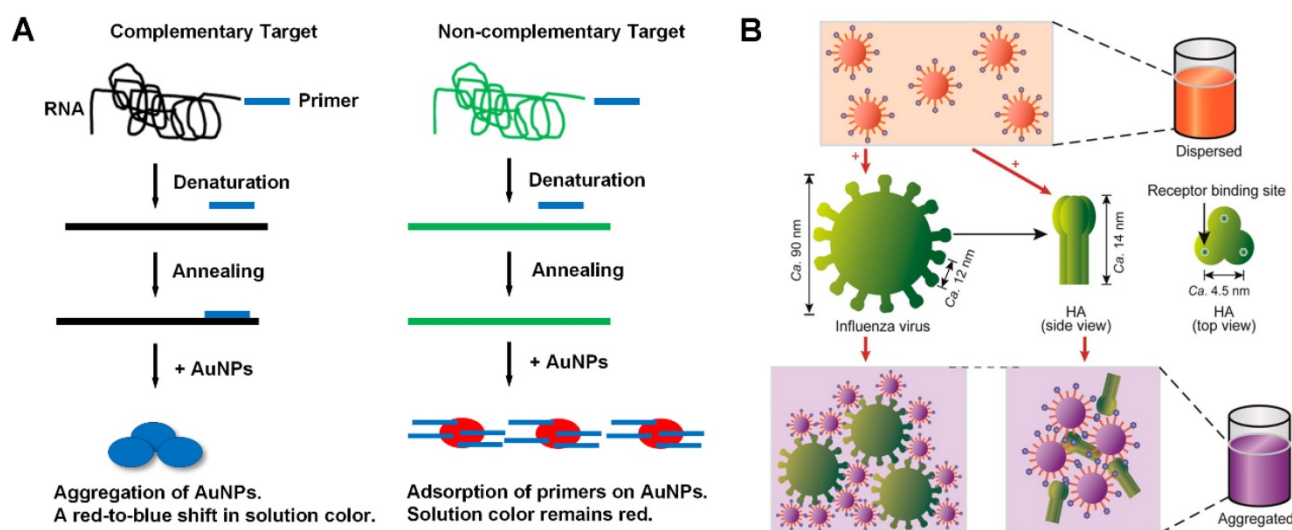 A
Complementary Target
RNA
Primer
Denaturation
Annealing
+ AuNPs
Aggregation of AuNPs.
A red-to-blue shift in solution color.
Non-complementary Target
Denaturation
Annealing
+ AuNPs
Adsorption of primers on AuNPs.
Solution color remains red.
B
Dispersed
+
+
Ca. 90 nm
Ca. 12 nm
Influenza virus
Ca. 14 nm
HA
(side view)
Receptor binding site
Ca. 4.5 nm
HA
(top view)
Aggregated